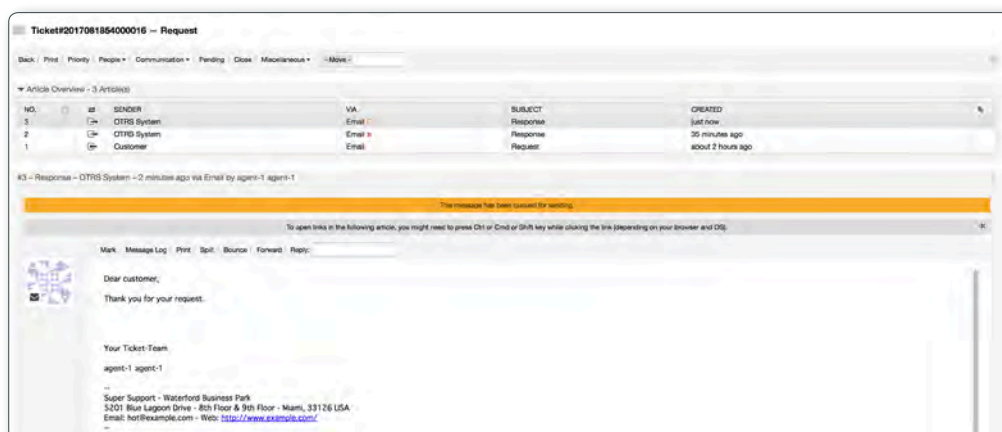 Ticket#2017081854000016 — Request
Back Print Priority People Communication Pending Close Miscellaneous - Move -
Article Overview - 3 Article(s)
NO. SENDER VIA SUBJECT CREATED
3 OTRS System Email Response just now
2 OTRS System Email Response 35 minutes ago
1 Customer Email Request about 2 hours ago
#3 – Response – OTRS System – 2 minutes ago via Email by agent-1 agent-1
The message has been queued for sending.
To open links in the following article, you might need to press Ctrl or Cmd or Shift key while clicking the link (depending on your browser and OS).
Mark Message Log Print Split Bounce Forward Reply:
Dear customer,
Thank you for your request.
Your Ticket-Team
agent-1 agent-1
--
Super Support - Waterford Business Park
5201 Blue Lagoon Drive - 8th Floor & 9th Floor - Miami, 33126 USA
Email: hot@example.com - Web: http://www.example.com/
--